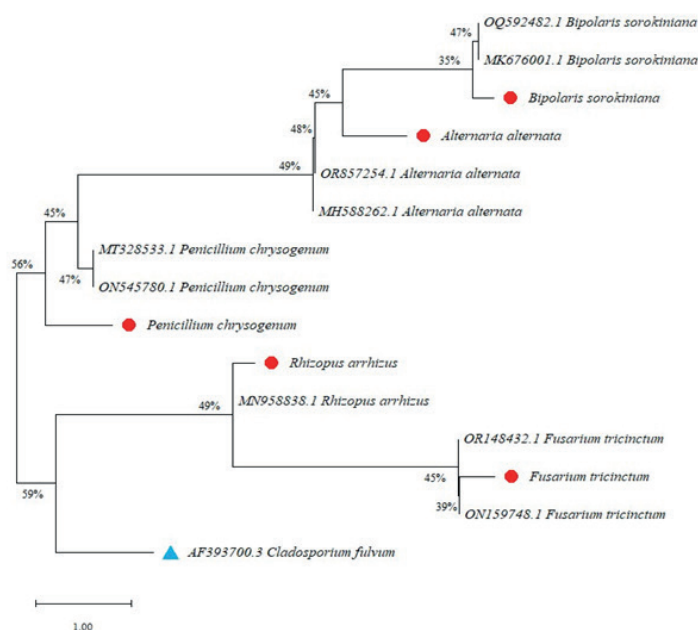 OQ592482.1 Bipolaris sorokiniana
47%
MK676001.1 Bipolaris sorokiniana
35%
Bipolaris sorokiniana
45%
Alternaria alternata
48%
49%
OR857254.1 Alternaria alternata
MH588262.1 Alternaria alternata
45%
MT328533.1 Penicillium chrysogenum
56%
47%
ON545780.1 Penicillium chrysogenum
Penicillium chrysogenum
Rhizopus arrhizus
49%
MN958838.1 Rhizopus arrhizus
OR148432.1 Fusarium tricinctum
45%
Fusarium tricinctum
59%
39%
ON159748.1 Fusarium tricinctum
AF393700.3 Cladosporium fulvum
1.00